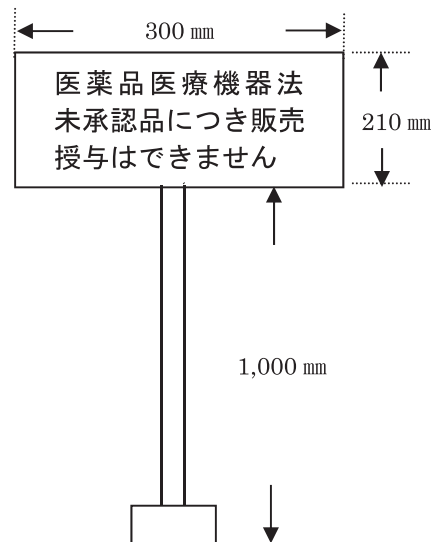 300 mm
医薬品医療機器法
未承認品につき販売
授与はできません
210 mm
1,000 mm